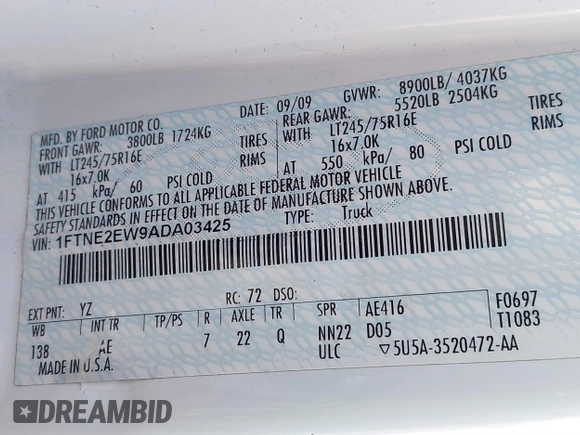 MFD. BY FORD MOTOR CO.
DATE: 09/09 GVWR: 8900LB/ 4037KG
FRONT GAWR: 3800LB 1724KG
REAR GAWR: 5520LB 2504KG
WITH LT245/75R16E TIRES
WITH LT245/75R16E TIRES
16x7.0K RIMS
16x7.0K RIMS
AT 415 kPa/ 60 PSI COLD
AT 550 kPa/ 80 PSI COLD
THIS VEHICLE CONFORMS TO ALL APPLICABLE FEDERAL MOTOR VEHICLE
SAFETY STANDARDS IN EFFECT ON THE DATE OF MANUFACTURE SHOWN ABOVE.
VIN: 1FTNE2EW9ADA03425
TYPE: Truck
EXT PNT: YZ RC: 72 DSO:
WB INT TR TP/PS R AXLE TR SPR AE416 F0697
138 AE 7 22 Q NN22 D05 T1083
ULC ▽5U5A-3520472-AA
MADE IN U.S.A.
DREAMBID